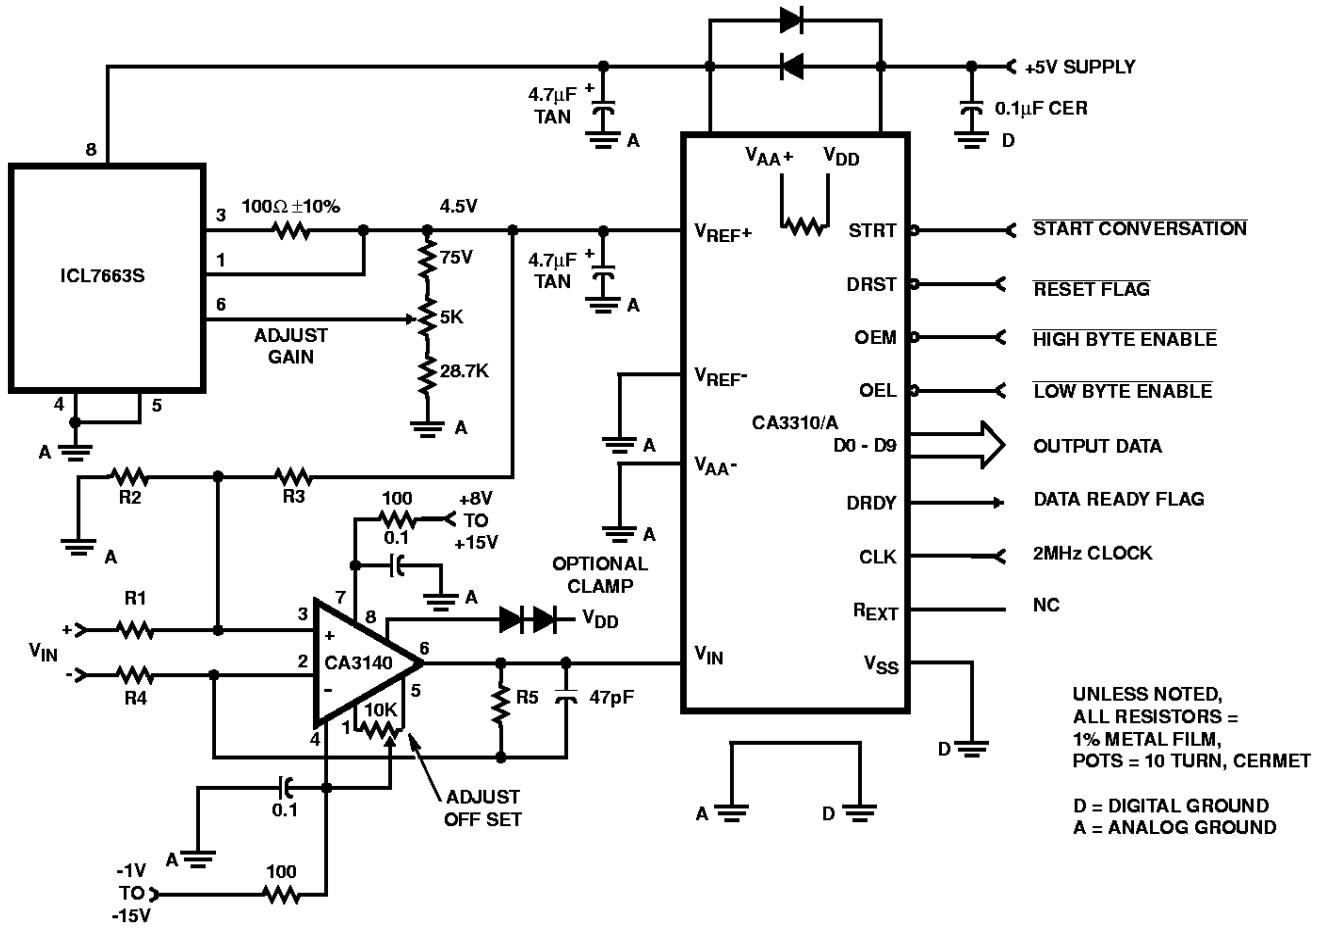 +5V SUPPLY
4.7µF +
TAN
A
0.1µF CER
D
8
VAA+ VDD
ICL7663S
3
100Ω ±10%
4.5V
VREF+
STRT
START CONVERSATION
1
75V
4.7µF +
TAN
A
DRST
RESET FLAG
6
ADJUST
GAIN
5K
OEM
HIGH BYTE ENABLE
28.7K
VREF-
OEL
LOW BYTE ENABLE
4
5
A
A
A
CA3310/A
D0 - D9
OUTPUT DATA
VAA-
R2
R3
100
+8V
TO
+15V
0.1
DRDY
DATA READY FLAG
A
A
OPTIONAL
CLAMP
CLK
2MHz CLOCK
R1
7
8
A
VDD
REXT
NC
+
VIN
-
3
+
2
-
CA3140
6
VIN
VSS
R4
5
R5
47pF
10K
1
4
D
UNLESS NOTED,
ALL RESISTORS =
1% METAL FILM,
POTS = 10 TURN, CERMET
0.1
ADJUST
OFF SET
A
D
D = DIGITAL GROUND
A = ANALOG GROUND
A
-1V
TO
-15V
100